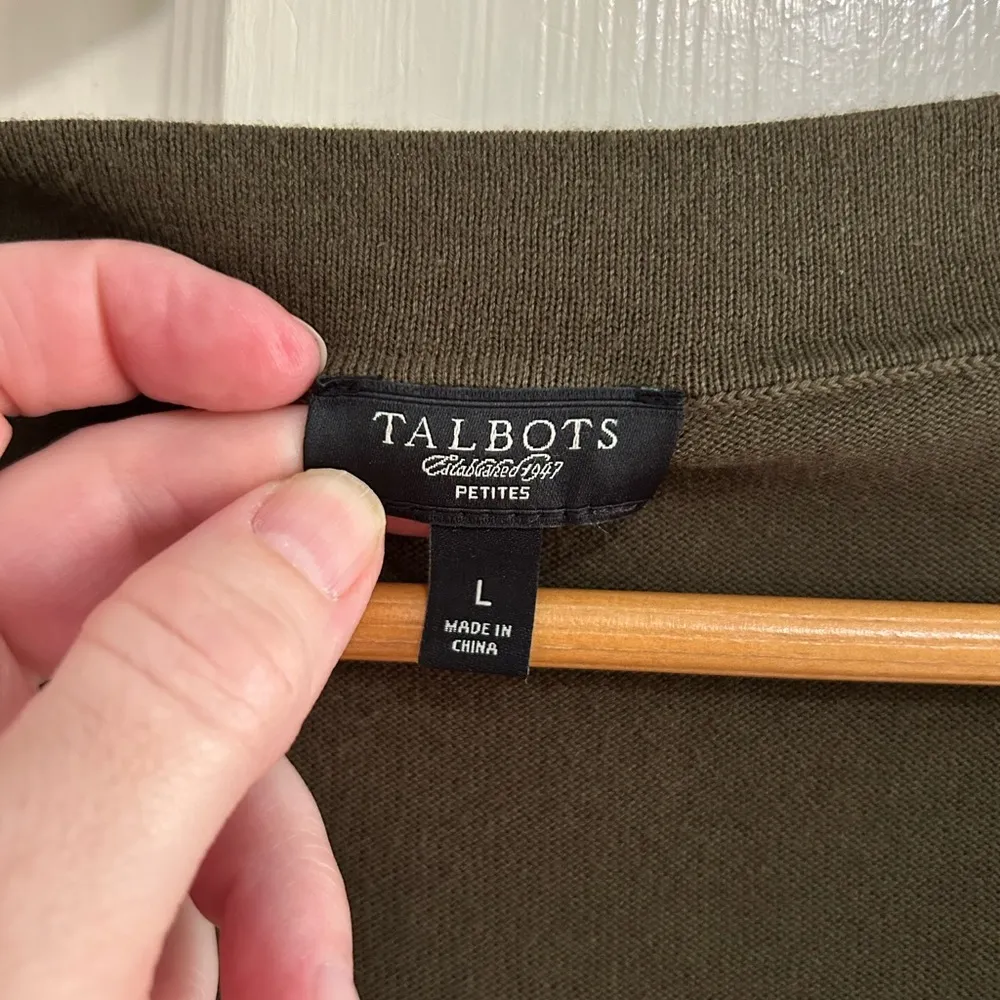 TALBOTS
Established 1947
PETITES
L
MADE IN
CHINA